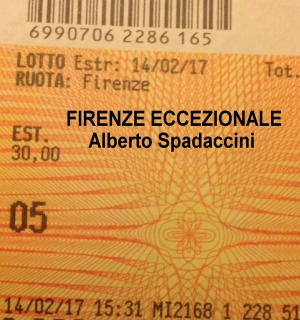 6990706 2286 165
LOTTO Estr: 14/02/17 Tot.
RUOTA: Firenze
FIRENZE ECCEZIONALE
Alberto Spadaccini
EST.
30,00
05
14/02/17 15:31 MI2168 1 228 51